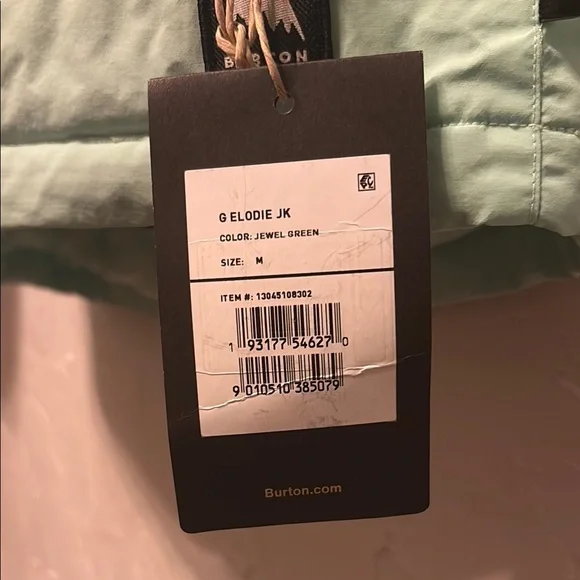 BURTON
G ELODIE JK
COLOR: JEWEL GREEN
SIZE: M
ITEM #: 13045108302
1 93177 54627 0
9 010510 385079
Burton.com